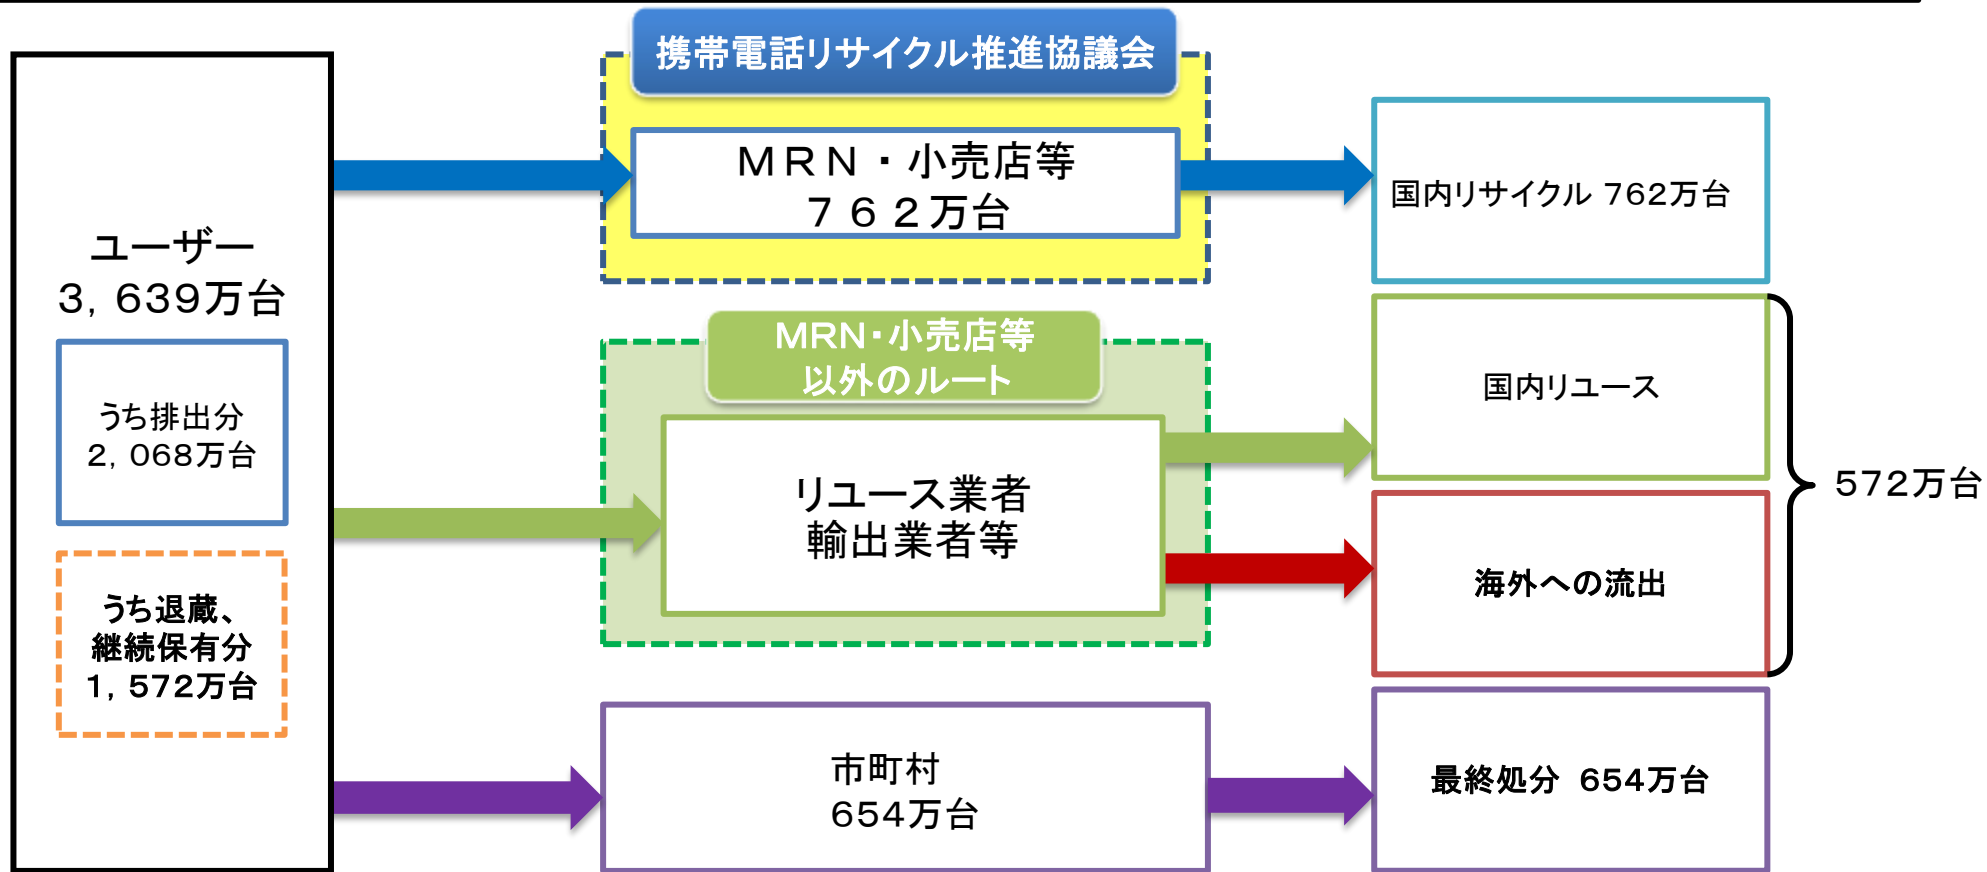 携帯電話リサイクル推進協議会
MRN・小売店等
762万台
国内リサイクル 762万台
ユーザー
3,639万台
うち排出分
2,068万台
うち退蔵、
継続保有分
1,572万台
MRN・小売店等
以外のルート
リユース業者
輸出業者等
国内リユース
海外への流出
572万台
市町村
654万台
最終処分 654万台